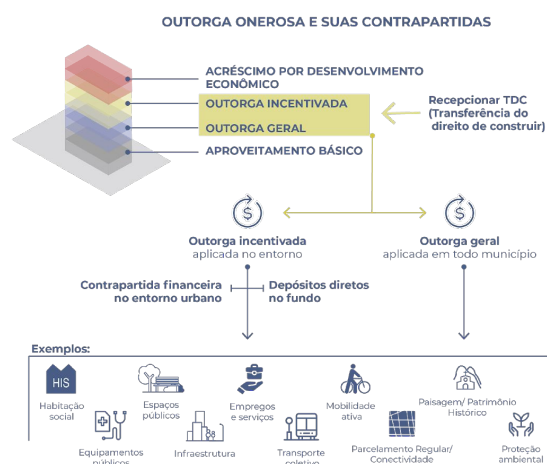 OUTORGA ONEROSA E SUAS CONTRAPARTIDAS
ACRÉSCIMO POR DESENVOLVIMENTO
ECONÔMICO
OUTORGA INCENTIVADA
OUTORGA GERAL
APROVEITAMENTO BÁSICO
Recepcionar TDC
(Transferência do
direito de construir)
$
$
Outorga incentivada
aplicada no entorno
Outorga geral
aplicada em todo município
Contrapartida financeira
no entorno urbano
Depósitos diretos
no fundo
Exemplos:
HIS
Habitação
social
Espaços
públicos
Empregos
e serviços
Mobilidade
ativa
Paisagem/ Patrimônio
Histórico
Equipamentos
públicos
Infraestrutura
Transporte
coletivo
Parcelamento Regular/
Conectividade
Proteção
ambiental